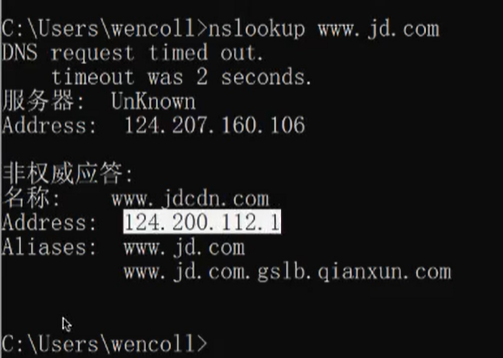 C:\Users\wencoll>nslookup www.jd.com
DNS request timed out.
timeout was 2 seconds.
服务器: UnKnown
Address: 124.207.160.106
非权威应答:
名称: www.jdcdn.com
Address: 124.200.112.1
Aliases: www.jd.com
www.jd.com.gslb.qianxun.com
C:\Users\wencoll>